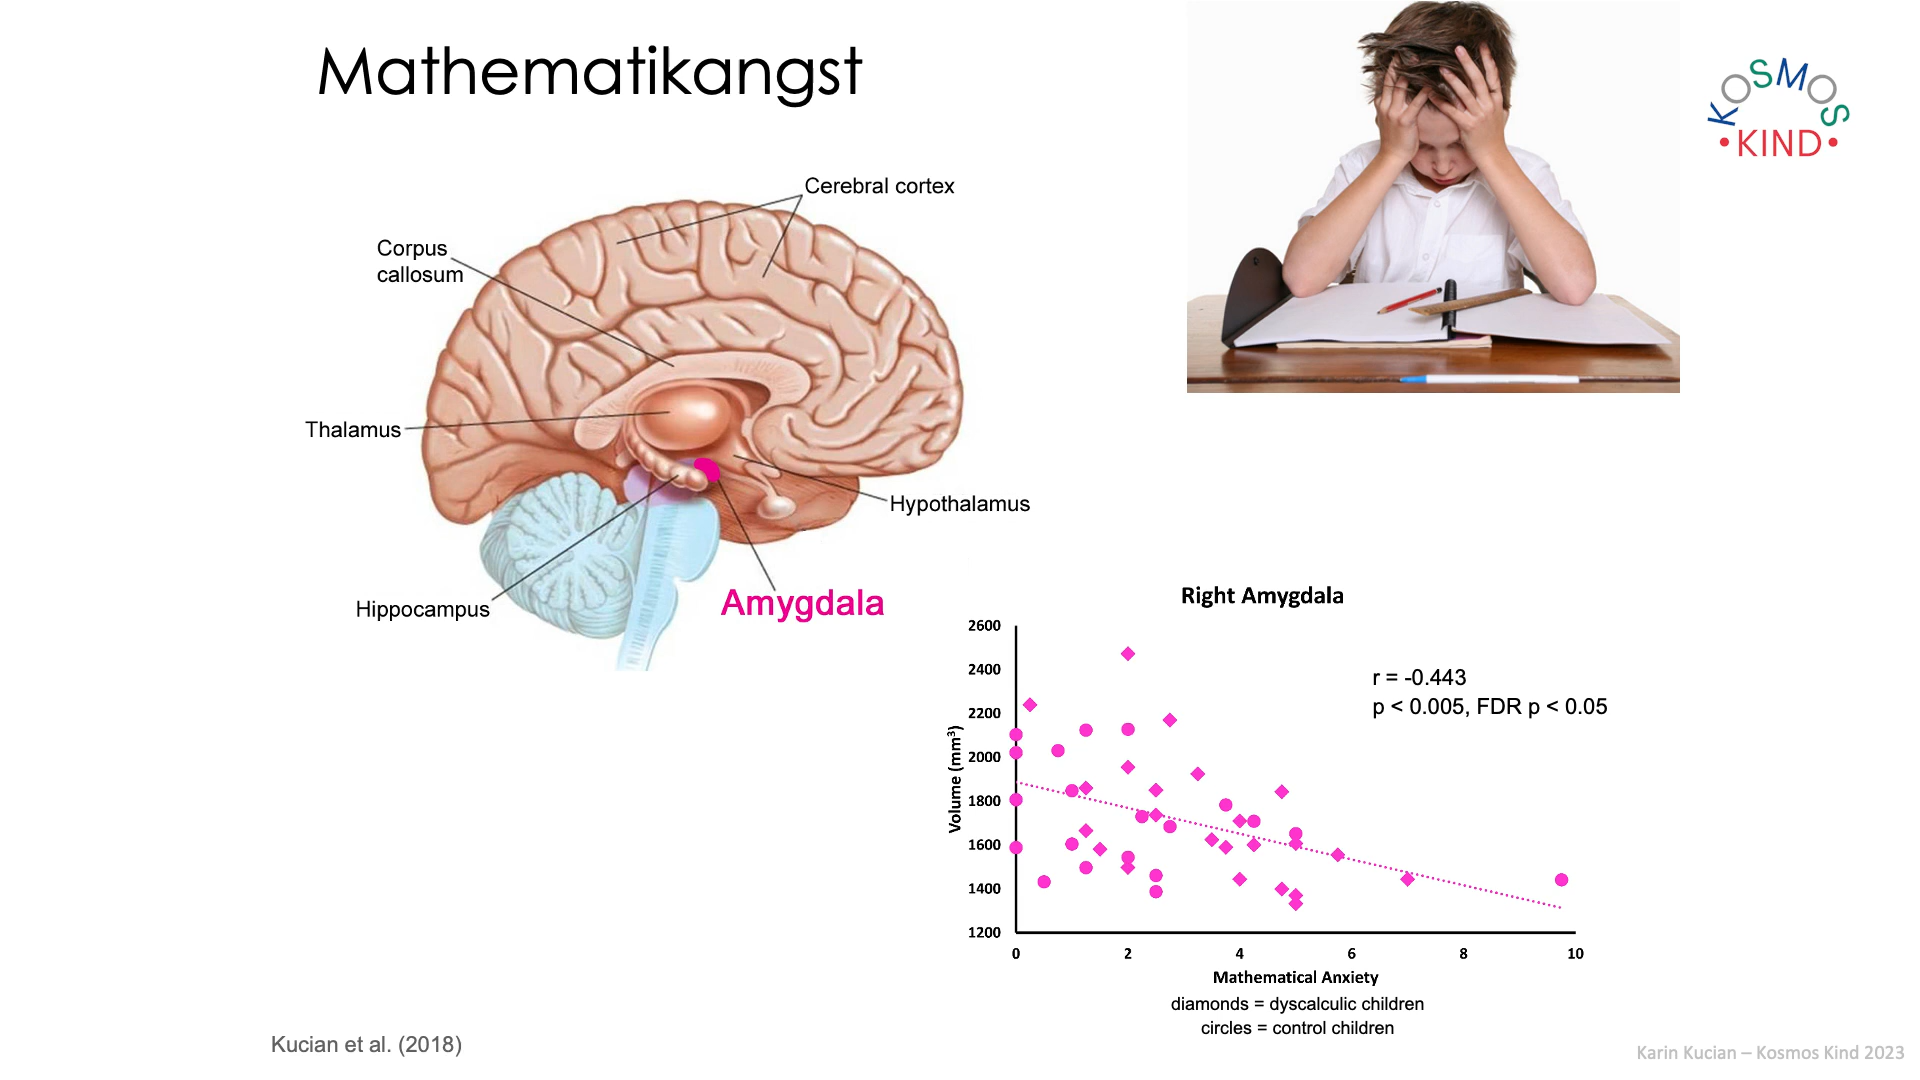 Mathematikangst
KOSMOS
•KIND•
Cerebral cortex
Corpus
callosum
Thalamus
Hypothalamus
Hippocampus
Amygdala
Right Amygdala
r = -0.443
p < 0.005, FDR p < 0.05
Volume (mm³)
2600
2400
2200
2000
1800
1600
1400
1200
0 2 4 6 8 10
Mathematical Anxiety
diamonds = dyscalculic children
circles = control children
Kucian et al. (2018)
Karin Kucian – Kosmos Kind 2023